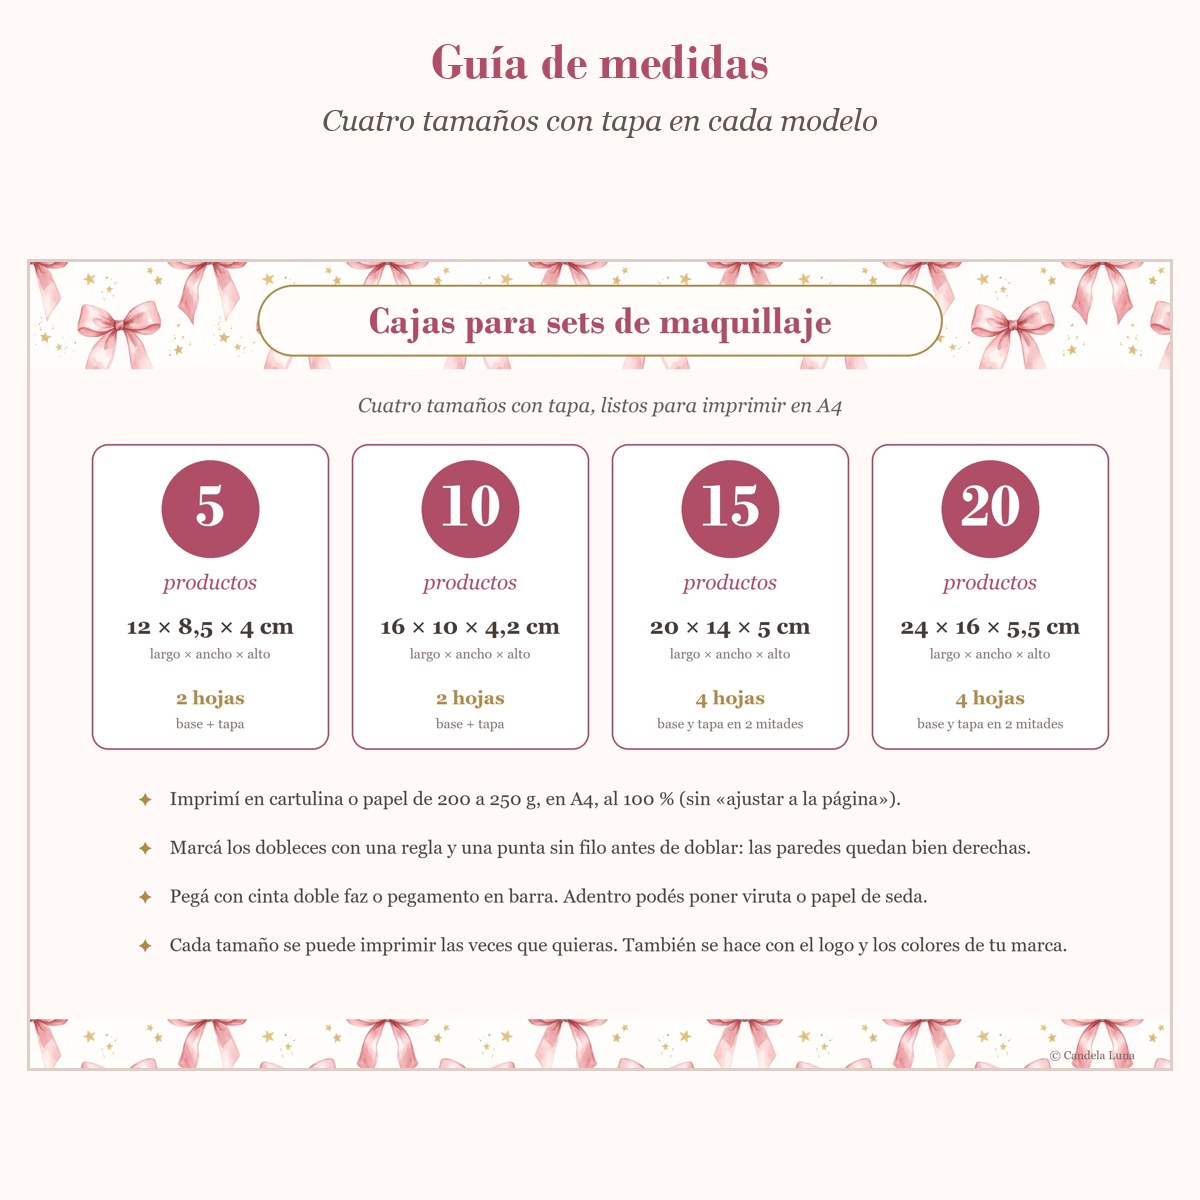 Guía de medidas
Cuatro tamaños con tapa en cada modelo
Cajas para sets de maquillaje
Cuatro tamaños con tapa, listos para imprimir en A4
5
productos
12 × 8,5 × 4 cm
largo × ancho × alto
2 hojas
base + tapa
10
productos
16 × 10 × 4,2 cm
largo × ancho × alto
2 hojas
base + tapa
15
productos
20 × 14 × 5 cm
largo × ancho × alto
4 hojas
base y tapa en 2 mitades
20
productos
24 × 16 × 5,5 cm
largo × ancho × alto
4 hojas
base y tapa en 2 mitades
Imprimí en cartulina o papel de 200 a 250 g, en A4, al 100 % (sin «ajustar a la página»).
Marcá los dobleces con una regla y una punta sin filo antes de doblar: las paredes quedan bien derechas.
Pegá con cinta doble faz o pegamento en barra. Adentro podés poner viruta o papel de seda.
Cada tamaño se puede imprimir las veces que quieras. También se hace con el logo y los colores de tu marca.
© Candela Luna